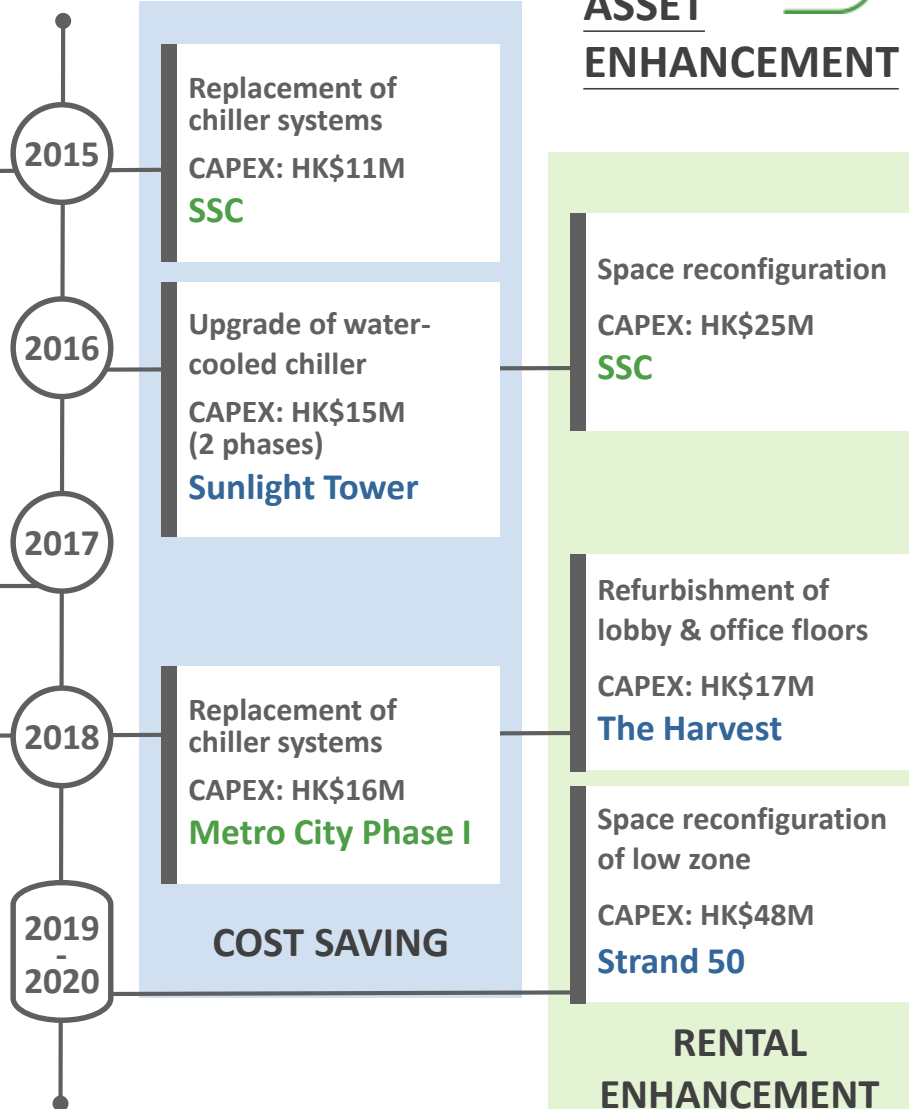 ASSET
ENHANCEMENT
2015
Replacement of
chiller systems
CAPEX: HK$11M
SSC
2016
Upgrade of water-
cooled chiller
CAPEX: HK$15M
(2 phases)
Sunlight Tower
Space reconfiguration
CAPEX: HK$25M
SSC
2017
2018
Replacement of
chiller systems
CAPEX: HK$16M
Metro City Phase I
Refurbishment of
lobby & office floors
CAPEX: HK$17M
The Harvest
2019
-
2020
Space reconfiguration
of low zone
CAPEX: HK$48M
Strand 50
COST SAVING
RENTAL
ENHANCEMENT